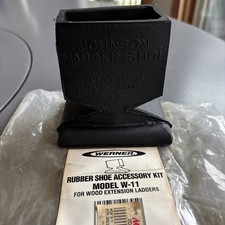 JOHNSON
LADDER SHOE
WERNER
RUBBER SHOE ACCESSORY KIT
MODEL W-11
FOR WOOD EXTENSION LADDERS